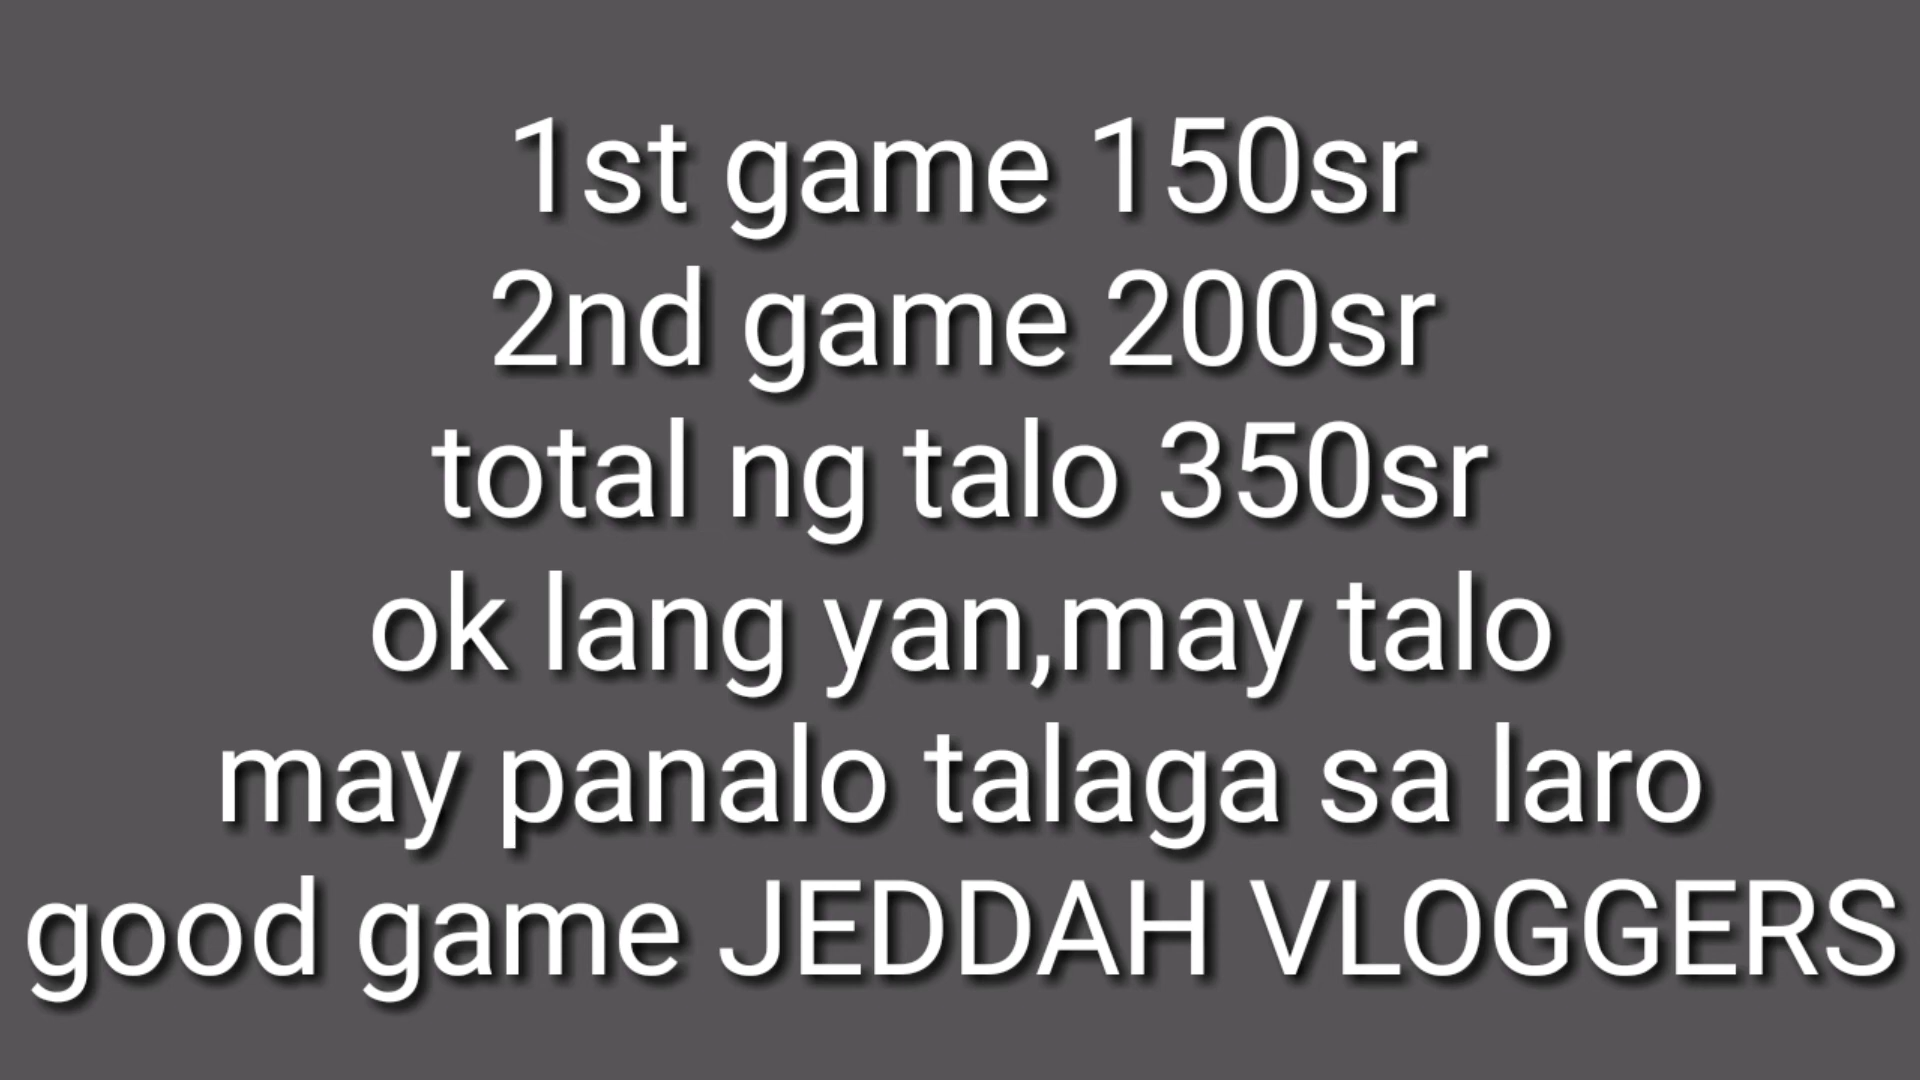 1st game 150sr
2nd game 200sr
total ng talo 350sr
ok lang yan,may talo
may panalo talaga sa laro
good game JEDDAH VLOGGERS